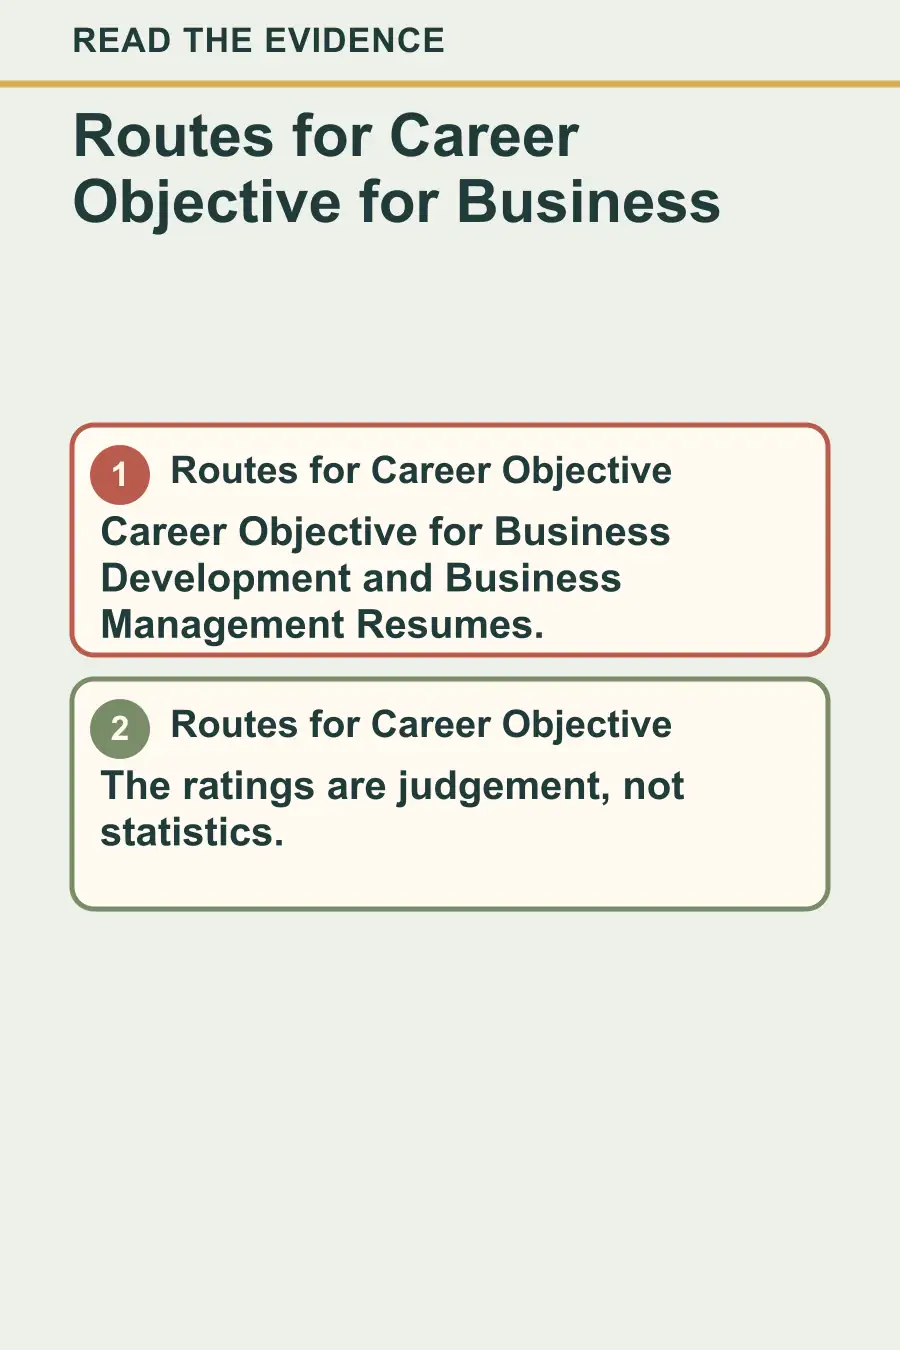 READ THE EVIDENCE
Routes for Career
Objective for Business
1 Routes for Career Objective
Career Objective for Business
Development and Business
Management Resumes.
2 Routes for Career Objective
The ratings are judgement, not
statistics.